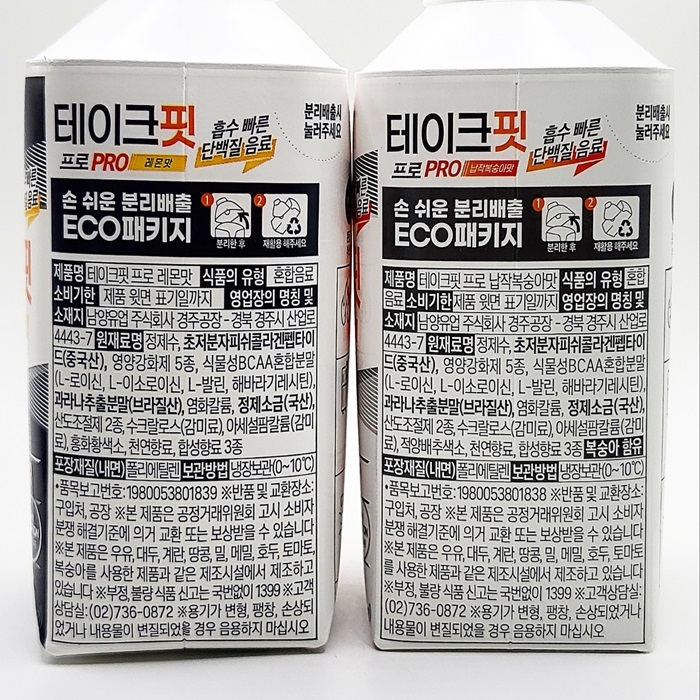 테이크핏
프로 PRO 레몬맛
흡수 빠른
단백질 음료
분리배출시
눌러주세요
손 쉬운 분리배출
ECO패키지
1
2
분리한 후
재활용 해주세요
제품명 테이크핏 프로 레몬맛 식품의 유형 혼합음료
소비기한 제품 윗면 표기일까지 영업장의 명칭 및
소재지 남양유업 주식회사 경주공장 - 경북 경주시 산업로
4443-7 원재료명 정제수, 초저분자피쉬콜라겐펩타이
드(중국산), 영양강화제 5종, 식물성BCAA혼합분말
(L-로이신, L-이소로이신, L-발린, 해바라기레시틴),
과라나추출분말(브라질산), 염화칼륨, 정제소금(국산),
산도조절제 2종, 수크랄로스(감미료), 아세설팜칼륨(감미
료), 홍화황색소, 천연향료, 합성향료 3종
포장재질(내면) 폴리에틸렌 보관방법 냉장보관(0~10℃)
•품목보고번호: 1980053801839 ※반품 및 교환장소:
구입처, 공장 ※본 제품은 공정거래위원회 고시 소비자
분쟁 해결기준에 의거 교환 또는 보상받을 수 있습니다
※본 제품은 우유, 대두, 계란, 땅콩, 밀, 메밀, 호두, 토마토,
복숭아를 사용한 제품과 같은 제조시설에서 제조하고 있
습니다 ※부정, 불량 식품 신고는 국번없이 1399 ※고객
상담실: (02)736-0872 ※용기가 변형, 팽창, 손상되
었거나 내용물이 변질되었을 경우 음용하지 마십시오
테이크핏
프로 PRO 납작복숭아맛
흡수 빠른
단백질 음료
분리배출시
눌러주세요
손 쉬운 분리배출
ECO패키지
1
2
분리한 후
재활용 해주세요
제품명 테이크핏 프로 납작복숭아맛 식품의 유형 혼합
음료 소비기한 제품 윗면 표기일까지 영업장의 명칭 및
소재지 남양유업 주식회사 경주공장 - 경북 경주시 산업로
4443-7 원재료명 정제수, 초저분자피쉬콜라겐펩타이
드(중국산), 영양강화제 5종, 식물성BCAA혼합분말
(L-로이신, L-이소로이신, L-발린, 해바라기레시틴),
과라나추출분말(브라질산), 염화칼륨, 정제소금(국산),
산도조절제 2종, 수크랄로스(감미료), 아세설팜칼륨(감미
료), 적양배추색소, 천연향료, 합성향료 3종 복숭아 함유
포장재질(내면) 폴리에틸렌 보관방법 냉장보관(0~10℃)
•품목보고번호: 1980053801838 ※반품 및 교환장소:
구입처, 공장 ※본 제품은 공정거래위원회 고시 소비자
분쟁 해결기준에 의거 교환 또는 보상받을 수 있습니다
※본 제품은 우유, 대두, 계란, 땅콩, 밀, 메밀, 호두, 토마토
를 사용한 제품과 같은 제조시설에서 제조하고 있습니다
※부정, 불량 식품 신고는 국번없이 1399 ※고객상담실:
(02)736-0872 ※용기가 변형, 팽창, 손상되었거나
내용물이 변질되었을 경우 음용하지 마십시오